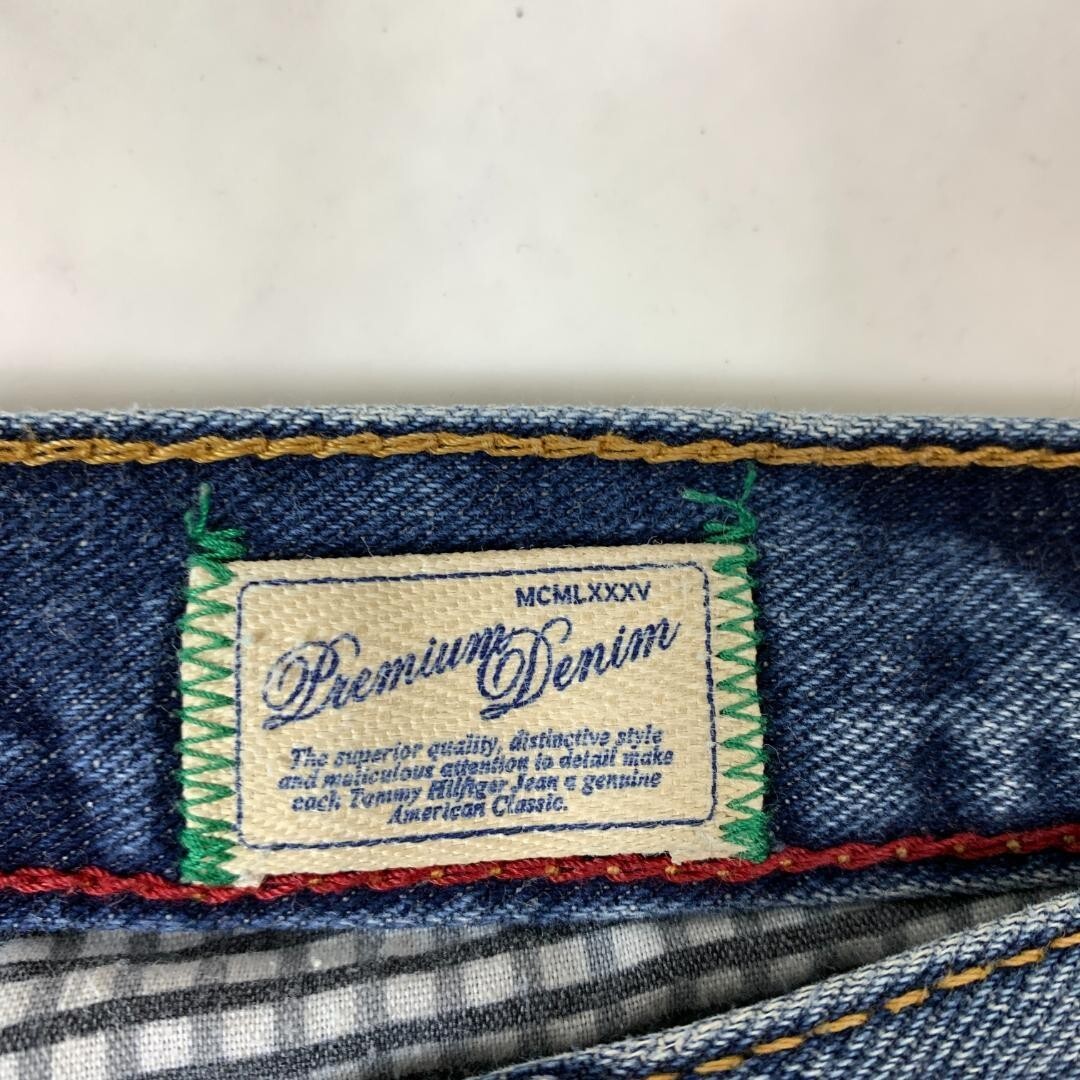 MCMLXXXV
Premium Denim
The superior quality, distinctive style
and meticulous attention to detail make
each Tommy Hilfiger Jean a genuine
American Classic.